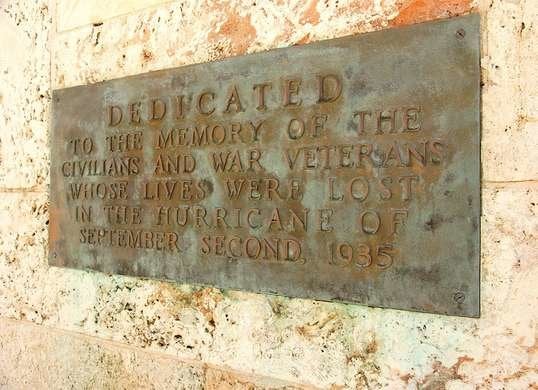 DEDICATED
TO THE MEMORY OF THE
CIVILIANS AND WAR VETERANS
WHOSE LIVES WERE LOST
IN THE HURRICANE OF
SEPTEMBER SECOND, 1935